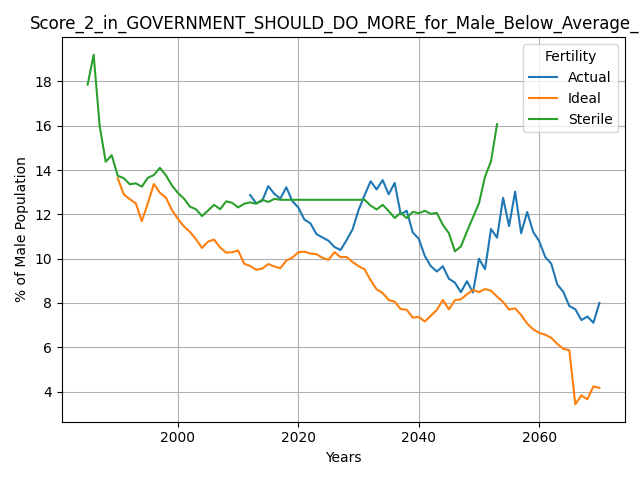 Score_2_in_GOVERNMENT_SHOULD_DO_MORE_for_Male_Below_Average_
Fertility
Actual
Ideal
Sterile
% of Male Population
18
16
14
12
10
8
6
4
2000
2020
2040
2060
Years